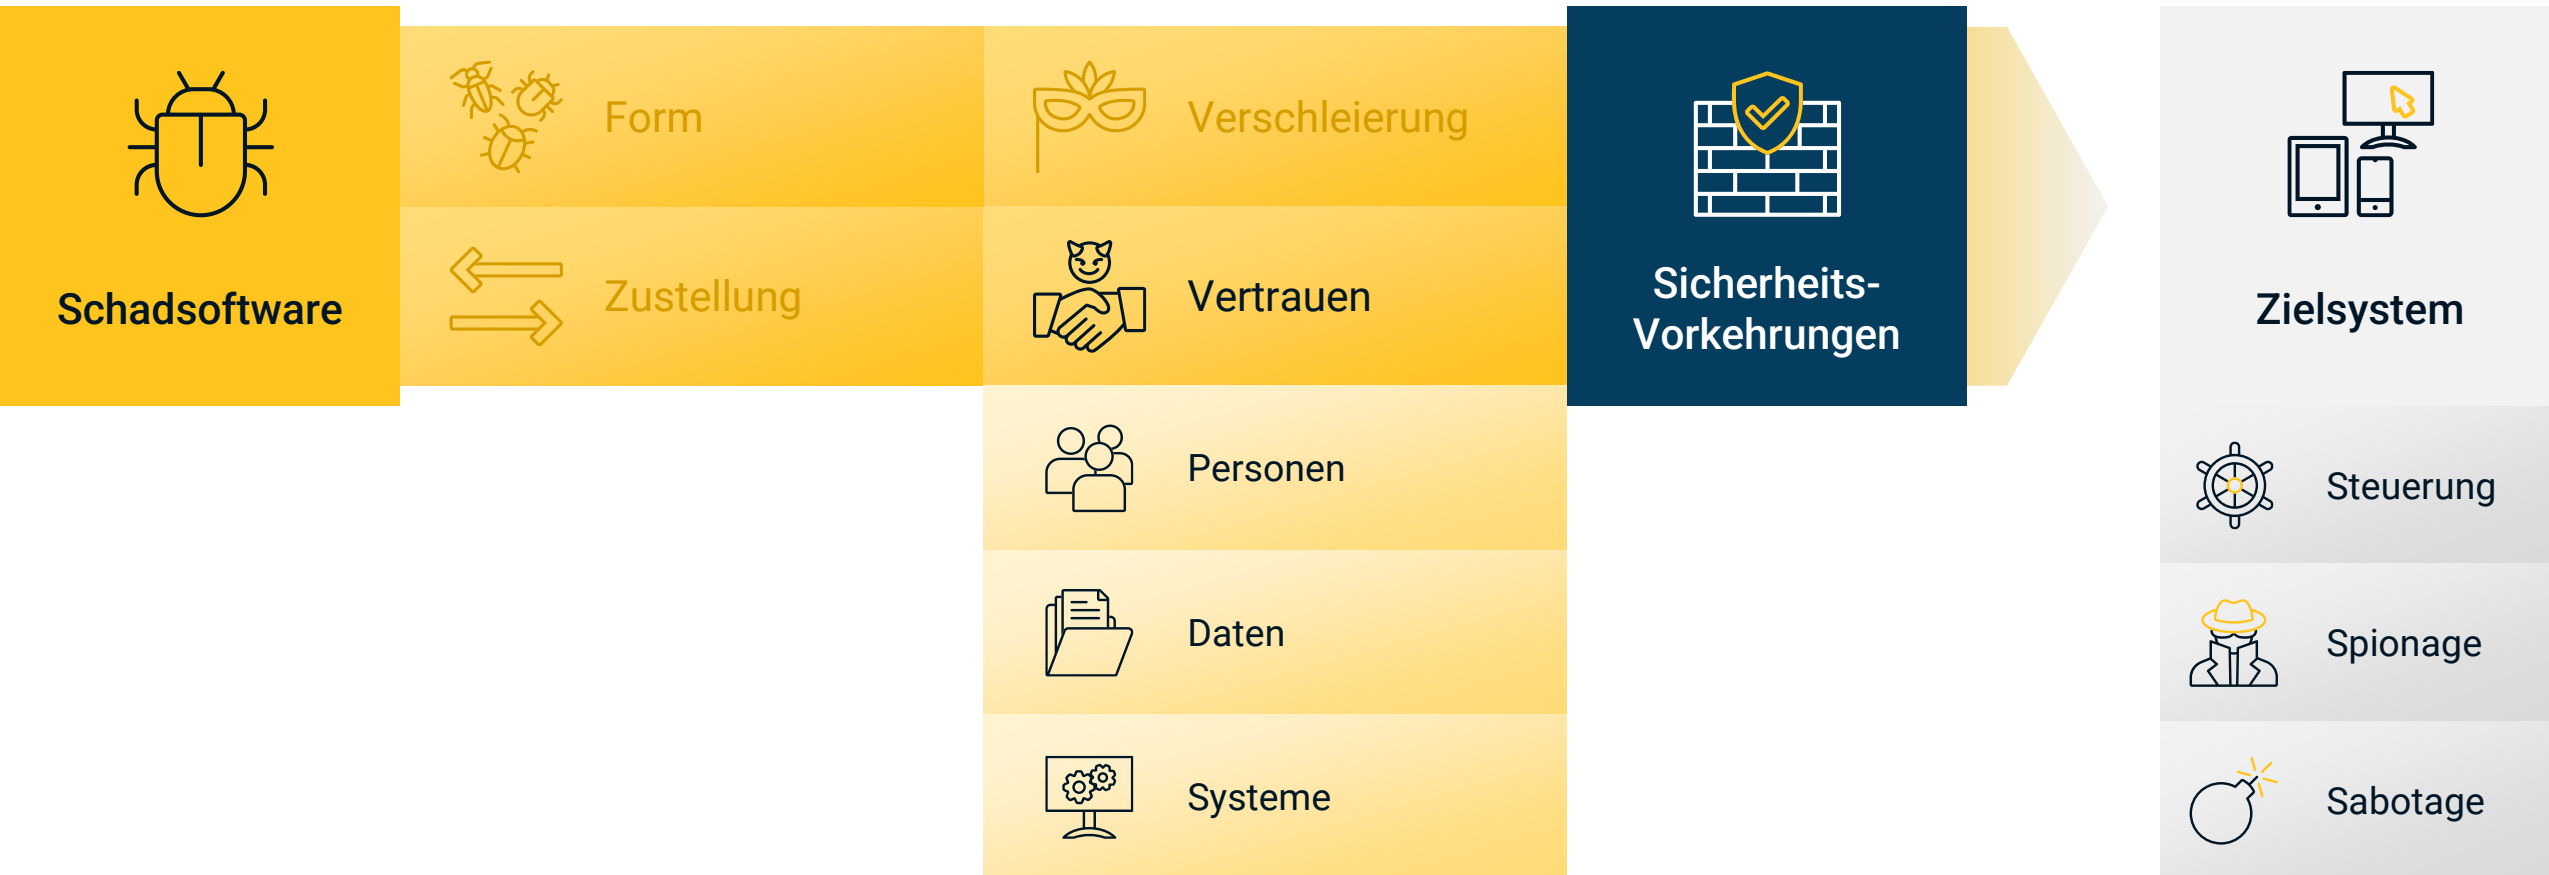 Schadsoftware
Form
Zustellung
Verschleierung
Vertrauen
Personen
Daten
Systeme
Sicherheits-
Vorkehrungen
Zielsystem
Steuerung
Spionage
Sabotage